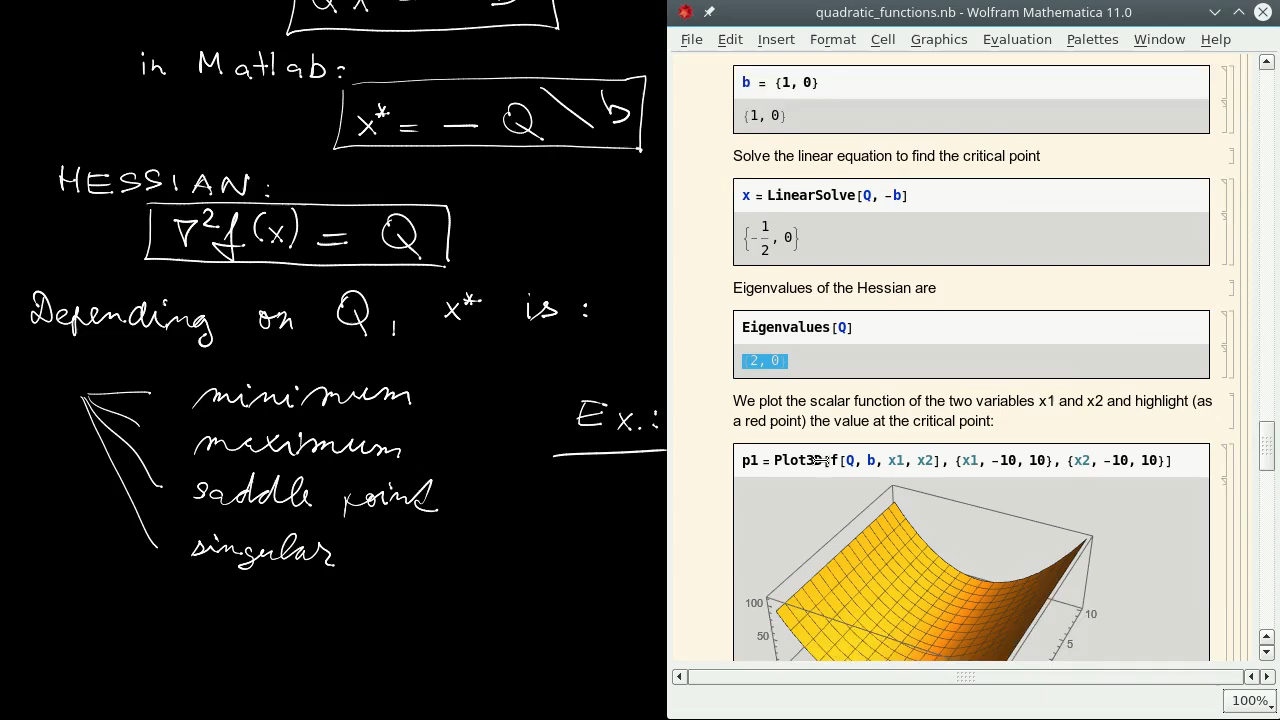 in Matlab:
x* = - Q \ b
HESSIAN:
∇²f(x) = Q
Depending on Q, x* is:
minimum
maximum
saddle point
singular
Ex.:
quadratic_functions.nb - Wolfram Mathematica 11.0
File Edit Insert Format Cell Graphics Evaluation Palettes Window Help
b = {1, 0}
{1, 0}
Solve the linear equation to find the critical point
x = LinearSolve[Q, -b]
{-1/2, 0}
Eigenvalues of the Hessian are
Eigenvalues[Q]
{2, 0}
We plot the scalar function of the two variables x1 and x2 and highlight (as
a red point) the value at the critical point:
p1 = Plot3D[f[Q, b, x1, x2], {x1, -10, 10}, {x2, -10, 10}]
100
50
10
5
100%